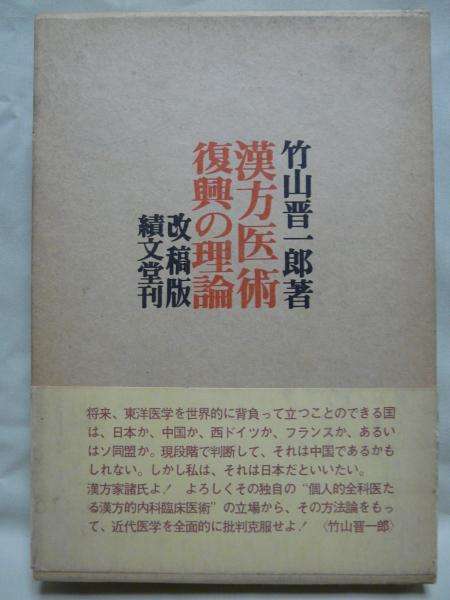 竹山晋一郎著
漢方医術
復興の理論
改稿版
績文堂刊
将来、東洋医学を世界的に背負って立つことのできる国
は、日本か、中国か、西ドイツか、フランスか、あるい
はソ同盟か。現段階で判断して、それは中国であるかも
しれない。しかし私は、それは日本だといいたい。
漢方家諸氏よ! よろしくその独自の“個人的全科医た
る漢方的内科臨床医術”の立場から、その方法論をもっ
て、近代医学を全面的に批判克服せよ! 〈竹山晋一郎〉